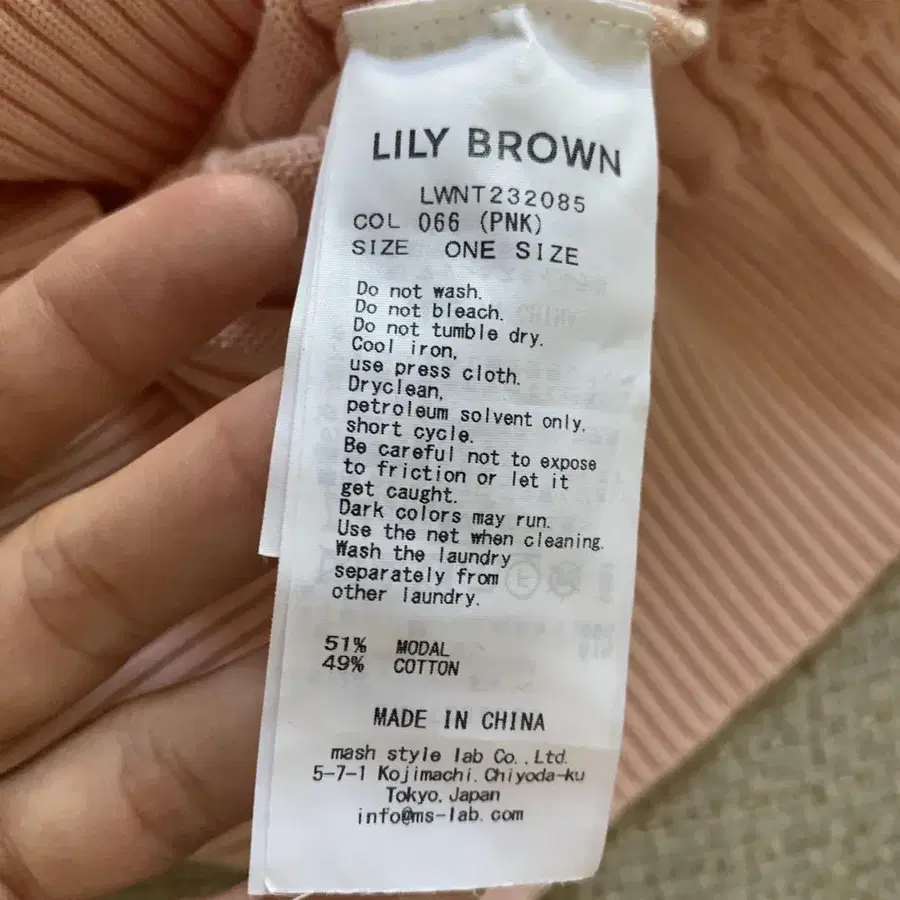 LILY BROWN
LWNT232085
COL 066 (PNK)
SIZE ONE SIZE
Do not wash.
Do not bleach.
Do not tumble dry.
Cool iron,
use press cloth.
Dryclean,
petroleum solvent only,
short cycle.
Be careful not to expose
to friction or let it
get caught.
Dark colors may run.
Use the net when cleaning.
Wash the laundry
separately from
other laundry.
51% MODAL
49% COTTON
MADE IN CHINA
mash style lab Co.,Ltd.
5-7-1 Kojimachi, Chiyoda-ku
Tokyo, Japan
info@ms-lab.com